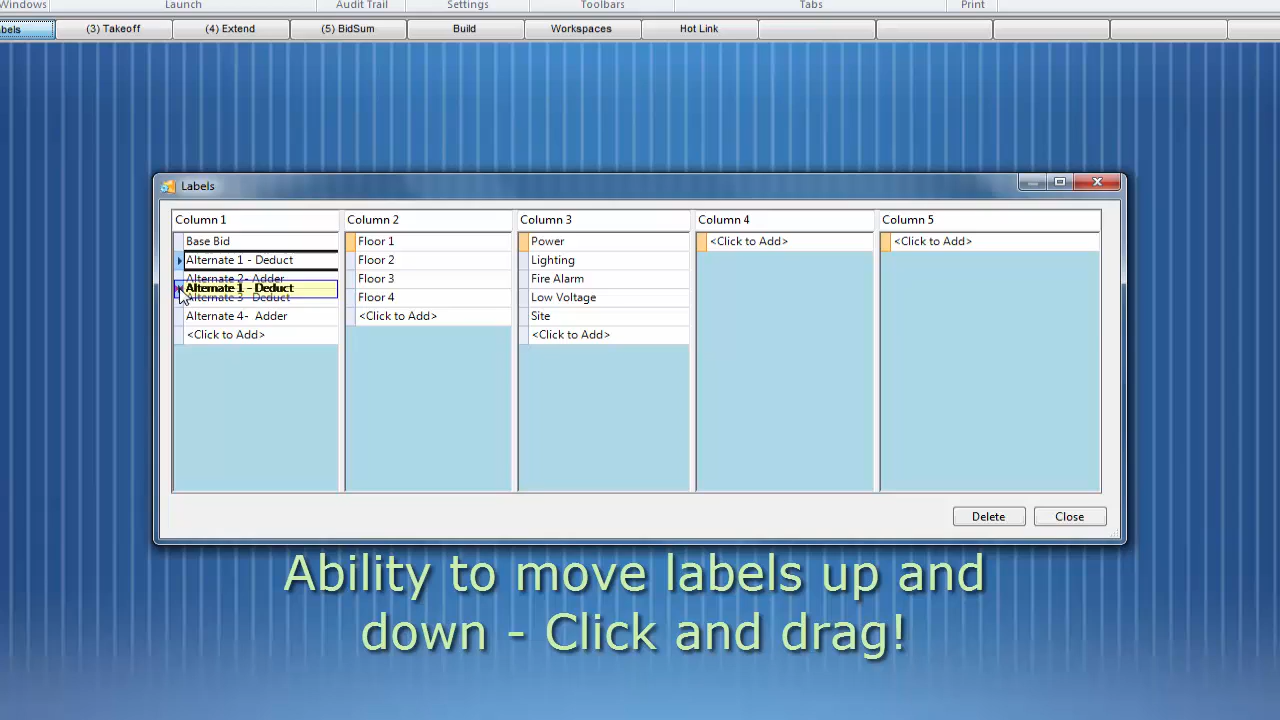 Windows Launch Audit Trail Settings Toolbars Tabs Print
bels (3) Takeoff (4) Extend (5) BidSum Build Workspaces Hot Link
Labels
Column 1 Column 2 Column 3 Column 4 Column 5
Base Bid Floor 1 Power <Click to Add> <Click to Add>
Alternate 1 - Deduct Floor 2 Lighting
Alternate 2- Adder Floor 3 Fire Alarm
Alternate 1 - Deduct
Alternate 3- Deduct Floor 4 Low Voltage
Alternate 4- Adder <Click to Add> Site
<Click to Add> <Click to Add>
Delete Close
Ability to move labels up and
down - Click and drag!